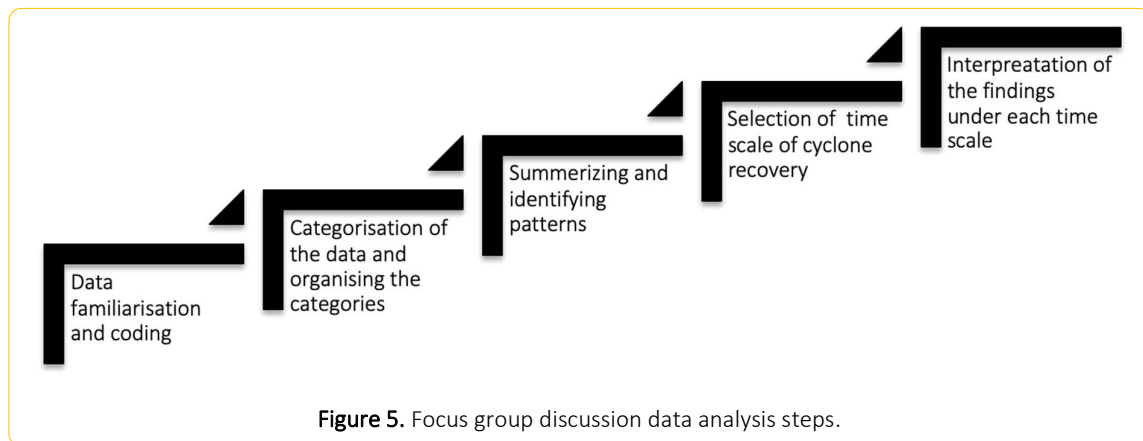 Data
familiarisation
and coding
Categorisation of
the data and
organising the
categories
Summerizing and
identifying
patterns
Selection of time
scale of cyclone
recovery
Interpreatation of
the findings
under each time
scale
Figure 5. Focus group discussion data analysis steps.